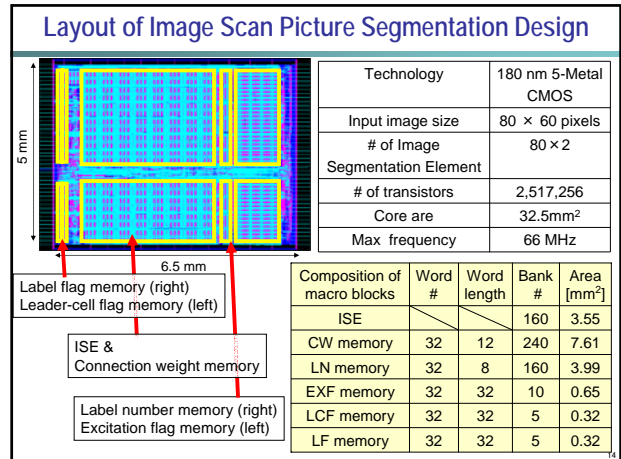 Layout of Image Scan Picture Segmentation Design
5 mm
6.5 mm
Technology 180 nm 5-Metal
CMOS
Input image size 80 × 60 pixels
# of Image
Segmentation Element 80×2
# of transistors 2,517,256
Core are 32.5mm²
Max frequency 66 MHz
Label flag memory (right)
Leader-cell flag memory (left)
ISE &
Connection weight memory
Label number memory (right)
Excitation flag memory (left)
Composition of macro blocks Word # Word length Bank # Area [mm²]
ISE 160 3.55
CW memory 32 12 240 7.61
LN memory 32 8 160 3.99
EXF memory 32 32 10 0.65
LCF memory 32 32 5 0.32
LF memory 32 32 5 0.32
14